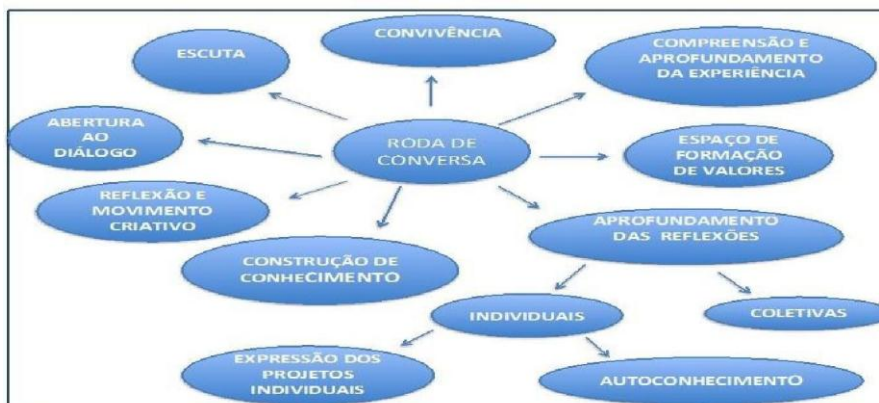 CONVIVÊNCIA
ESCUTA
COMPREENSÃO E
APROFUNDAMENTO
DA EXPERIÊNCIA
ABERTURA
AO
DIÁLOGO
RODA DE
CONVERSA
ESPAÇO DE
FORMAÇÃO
DE VALORES
REFLEXÃO E
MOVIMENTO
CRIATIVO
APROFUNDAMENTO
DAS REFLEXÕES
CONSTRUÇÃO DE
CONHECIMENTO
INDIVIDUAIS
COLETIVAS
EXPRESSÃO DOS
PROJETOS
INDIVIDUAIS
AUTOCONHECIMENTO